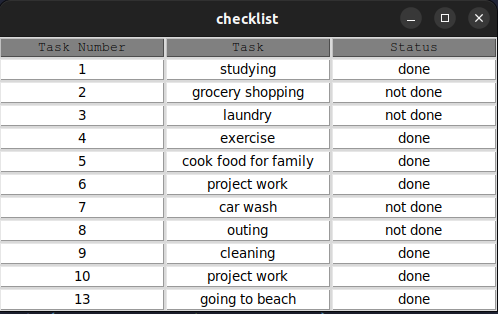 checklist
Task Number Task Status
1 studying done
2 grocery shopping not done
3 laundry not done
4 exercise done
5 cook food for family done
6 project work done
7 car wash not done
8 outing not done
9 cleaning done
10 project work done
13 going to beach done